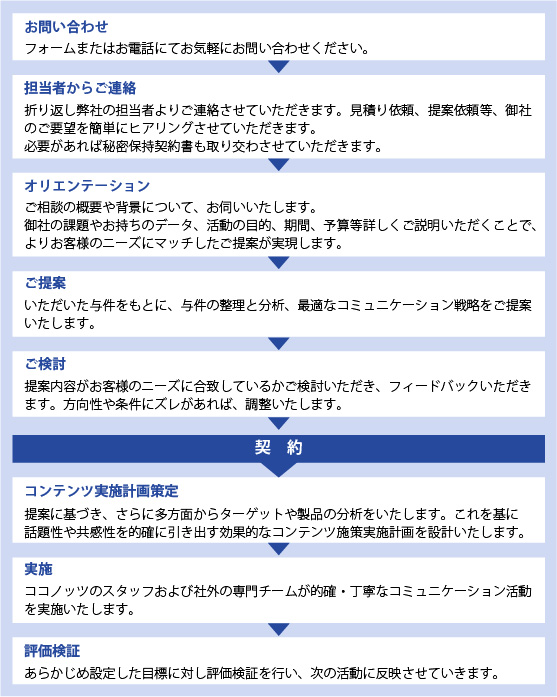 お問い合わせ
フォームまたはお電話にてお気軽にお問い合わせください。
担当者からご連絡
折り返し弊社の担当者よりご連絡させていただきます。見積り依頼、提案依頼等、御社
のご要望を簡単にヒアリングさせていただきます。
必要があれば秘密保持契約書も取り交わさせていただきます。
オリエンテーション
ご相談の概要や背景について、お伺いいたします。
御社の課題やお持ちのデータ、活動の目的、期間、予算等詳しくご説明いただくことで、
よりお客様のニーズにマッチしたご提案が実現します。
ご提案
いただいた与件をもとに、与件の整理と分析、最適なコミュニケーション戦略をご提案
いたします。
ご検討
提案内容がお客様のニーズに合致しているかご検討いただき、フィードバックいただき
ます。方向性や条件にズレがあれば、調整いたします。
契 約
コンテンツ実施計画策定
提案に基づき、さらに多方面からターゲットや製品の分析をいたします。これを基に
話題性や共感性を的確に引き出す効果的なコンテンツ施策実施計画を設計いたします。
実施
ココノッツのスタッフおよび社外の専門チームが的確・丁寧なコミュニケーション活動
を実施いたします。
評価検証
あらかじめ設定した目標に対し評価検証を行い、次の活動に反映させていきます。